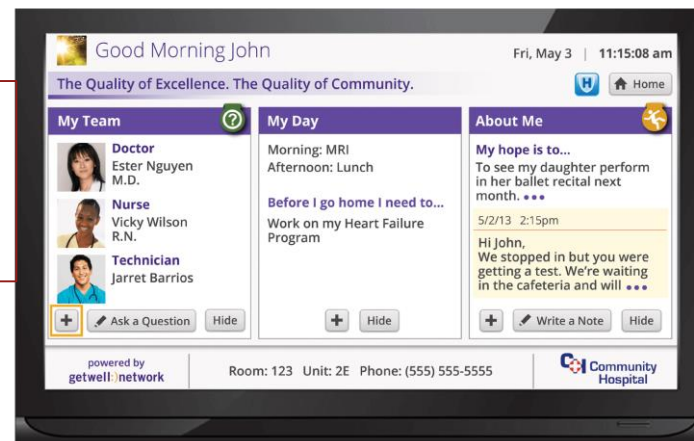 Good Morning John
Fri, May 3 | 11:15:08 am
The Quality of Excellence. The Quality of Community.
H
Home
My Team
?
Doctor
Ester Nguyen
M.D.
Nurse
Vicky Wilson
R.N.
Technician
Jarret Barrios
+
Ask a Question
Hide
My Day
Morning: MRI
Afternoon: Lunch
Before I go home I need to...
Work on my Heart Failure
Program
+
Hide
About Me
My hope is to...
To see my daughter perform
in her ballet recital next
month. •••
5/2/13 2:15pm
Hi John,
We stopped in but you were
getting a test. We're waiting
in the cafeteria and will •••
+
Write a Note
Hide
powered by
getwell:)network
Room: 123 Unit: 2E Phone: (555) 555-5555
Community
Hospital